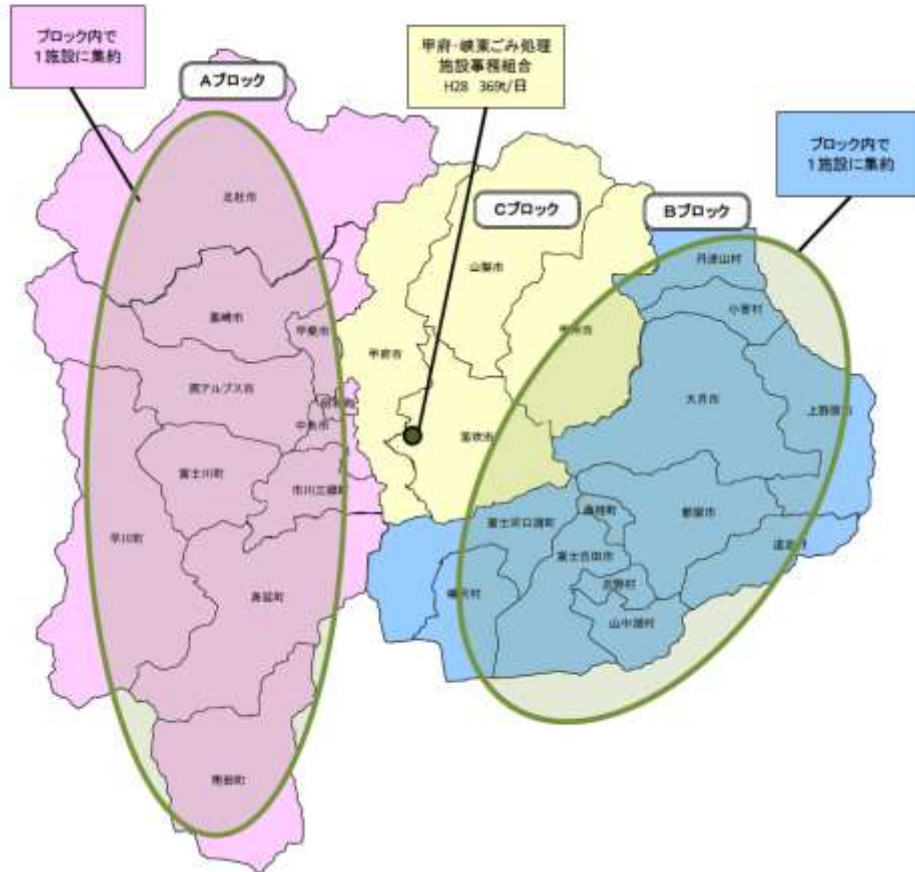 ブロック内で
1施設に集約
Aブロック
甲府・峡東ごみ処理
施設事務組合
H28 369t/日
ブロック内で
1施設に集約
Cブロック
Bブロック
北杜市
丹波山村
山梨市
小菅村
韮崎市
甲斐市
甲州市
甲府市
南アルプス市
大月市
上野原市
昭和町
中央市
笛吹市
富士川町
市川三郷町
富士河口湖町
西桂町
都留市
早川町
道志村
富士吉田市
身延町
忍野村
鳴沢村
山中湖村
南部町